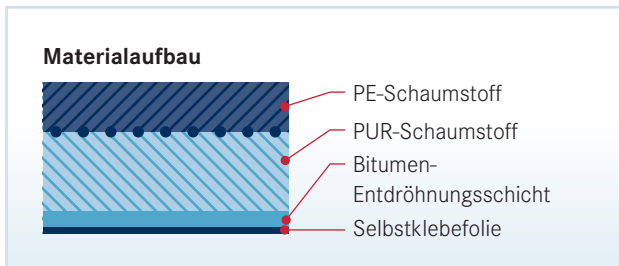 Materialaufbau
PE-Schaumstoff
PUR-Schaumstoff
Bitumen-
Entdröhnungsschicht
Selbstklebefolie